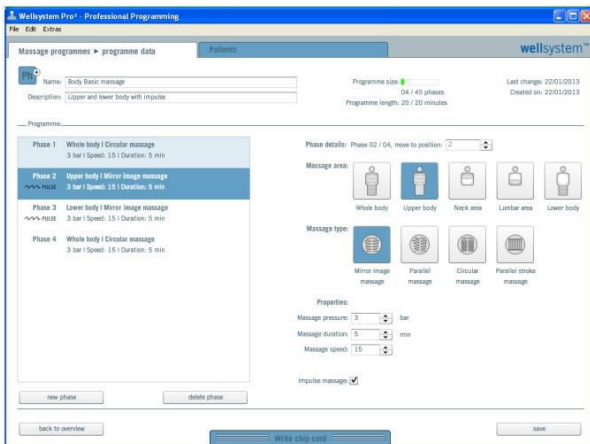 Wellsystem Pro³ - Professional Programming
File Edit Extras
Massage programmes ▸ programme data
Patients
wellsystem™
Ph
Name: Body Basic massage
Description: Upper and lower body with impulse
Programme size:
04 / 45 phases
Programme length: 20 / 20 minutes
Last change: 22/01/2013
Created on: 22/01/2013
Programme:
Phase 1 Whole body I Circular massage
3 bar I Speed: 15 I Duration: 5 min
Phase 2 Upper body I Mirror image massage
PULSE 3 bar I Speed: 15 I Duration: 5 min
Phase 3 Lower body I Mirror image massage
PULSE 3 bar I Speed: 15 I Duration: 5 min
Phase 4 Whole body I Circular massage
3 bar I Speed: 15 I Duration: 5 min
new phase
delete phase
Phase details: Phase 02 / 04, move to position: 2
Massage area:
Whole body Upper body Neck area Lumbar area Lower body
Massage type:
Mirror image massage
Parallel massage
Circular massage
Parallel stroke massage
Properties:
Massage pressure: 3 bar
Massage duration: 5 min
Massage speed: 15
Impulse massage:
back to overview
Write chip card
save